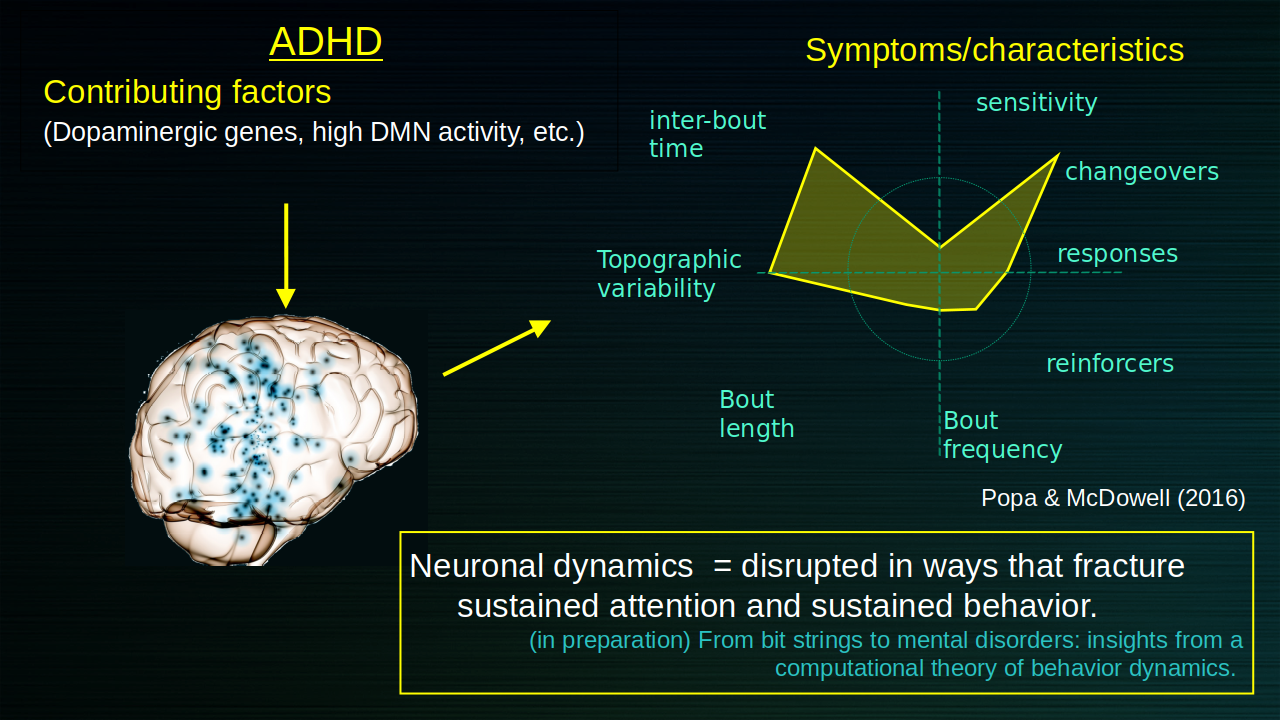 ADHD
Contributing factors
(Dopaminergic genes, high DMN activity, etc.)
Symptoms/characteristics
sensitivity
inter-bout
time
changeovers
responses
Topographic
variability
reinforcers
Bout
length
Bout
frequency
Popa & McDowell (2016)
Neuronal dynamics  = disrupted in ways that fracture
sustained attention and sustained behavior.
(in preparation) From bit strings to mental disorders: insights from a
computational theory of behavior dynamics.